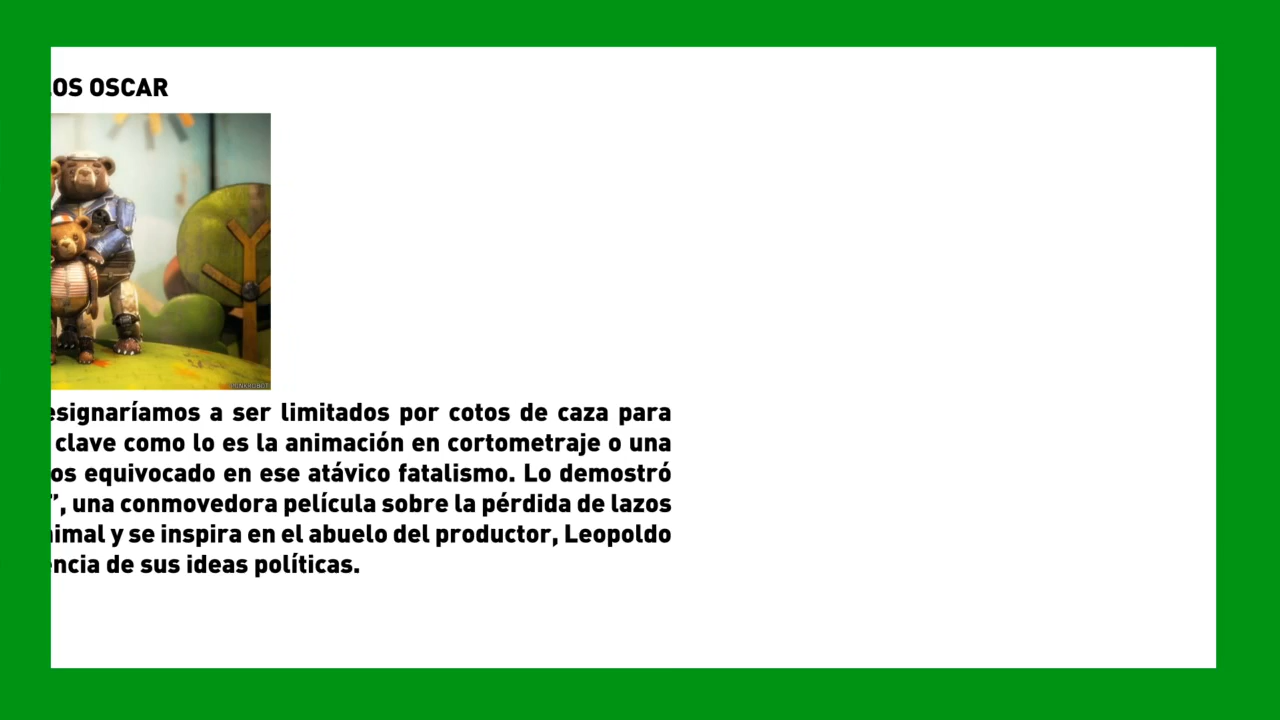 OS OSCAR
PUNKROBOT
esignaríamos a ser limitados por cotos de caza para
clave como lo es la animación en cortometraje o una
os equivocado en ese atávico fatalismo. Lo demostró
”, una conmovedora película sobre la pérdida de lazos
nimal y se inspira en el abuelo del productor, Leopoldo
encia de sus ideas políticas.